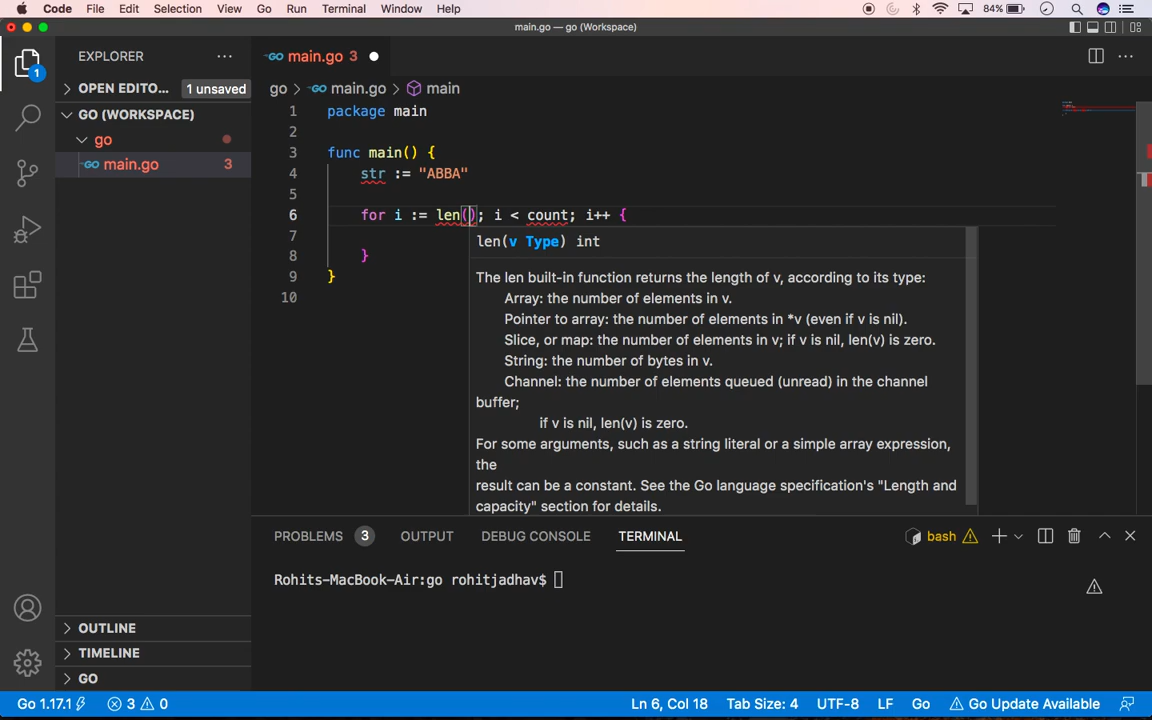 Code File Edit Selection View Go Run Terminal Window Help 84%
main.go — go (Workspace)
EXPLORER
main.go 3
OPEN EDITO... 1 unsaved
go > main.go > main
GO (WORKSPACE)
go
main.go 3
1 package main
2
3 func main() {
4 str := "ABBA"
5
6 for i := len(); i < count; i++ {
7
8 }
9 }
10
len(v Type) int
The len built-in function returns the length of v, according to its type:
Array: the number of elements in v.
Pointer to array: the number of elements in *v (even if v is nil).
Slice, or map: the number of elements in v; if v is nil, len(v) is zero.
String: the number of bytes in v.
Channel: the number of elements queued (unread) in the channel
buffer;
if v is nil, len(v) is zero.
For some arguments, such as a string literal or a simple array expression,
the
result can be a constant. See the Go language specification's "Length and
capacity" section for details.
1
PROBLEMS 3 OUTPUT DEBUG CONSOLE TERMINAL bash
Rohits-MacBook-Air:go rohitjadhav$
OUTLINE
TIMELINE
GO
Go 1.17.1 3 0 Ln 6, Col 18 Tab Size: 4 UTF-8 LF Go Go Update Available